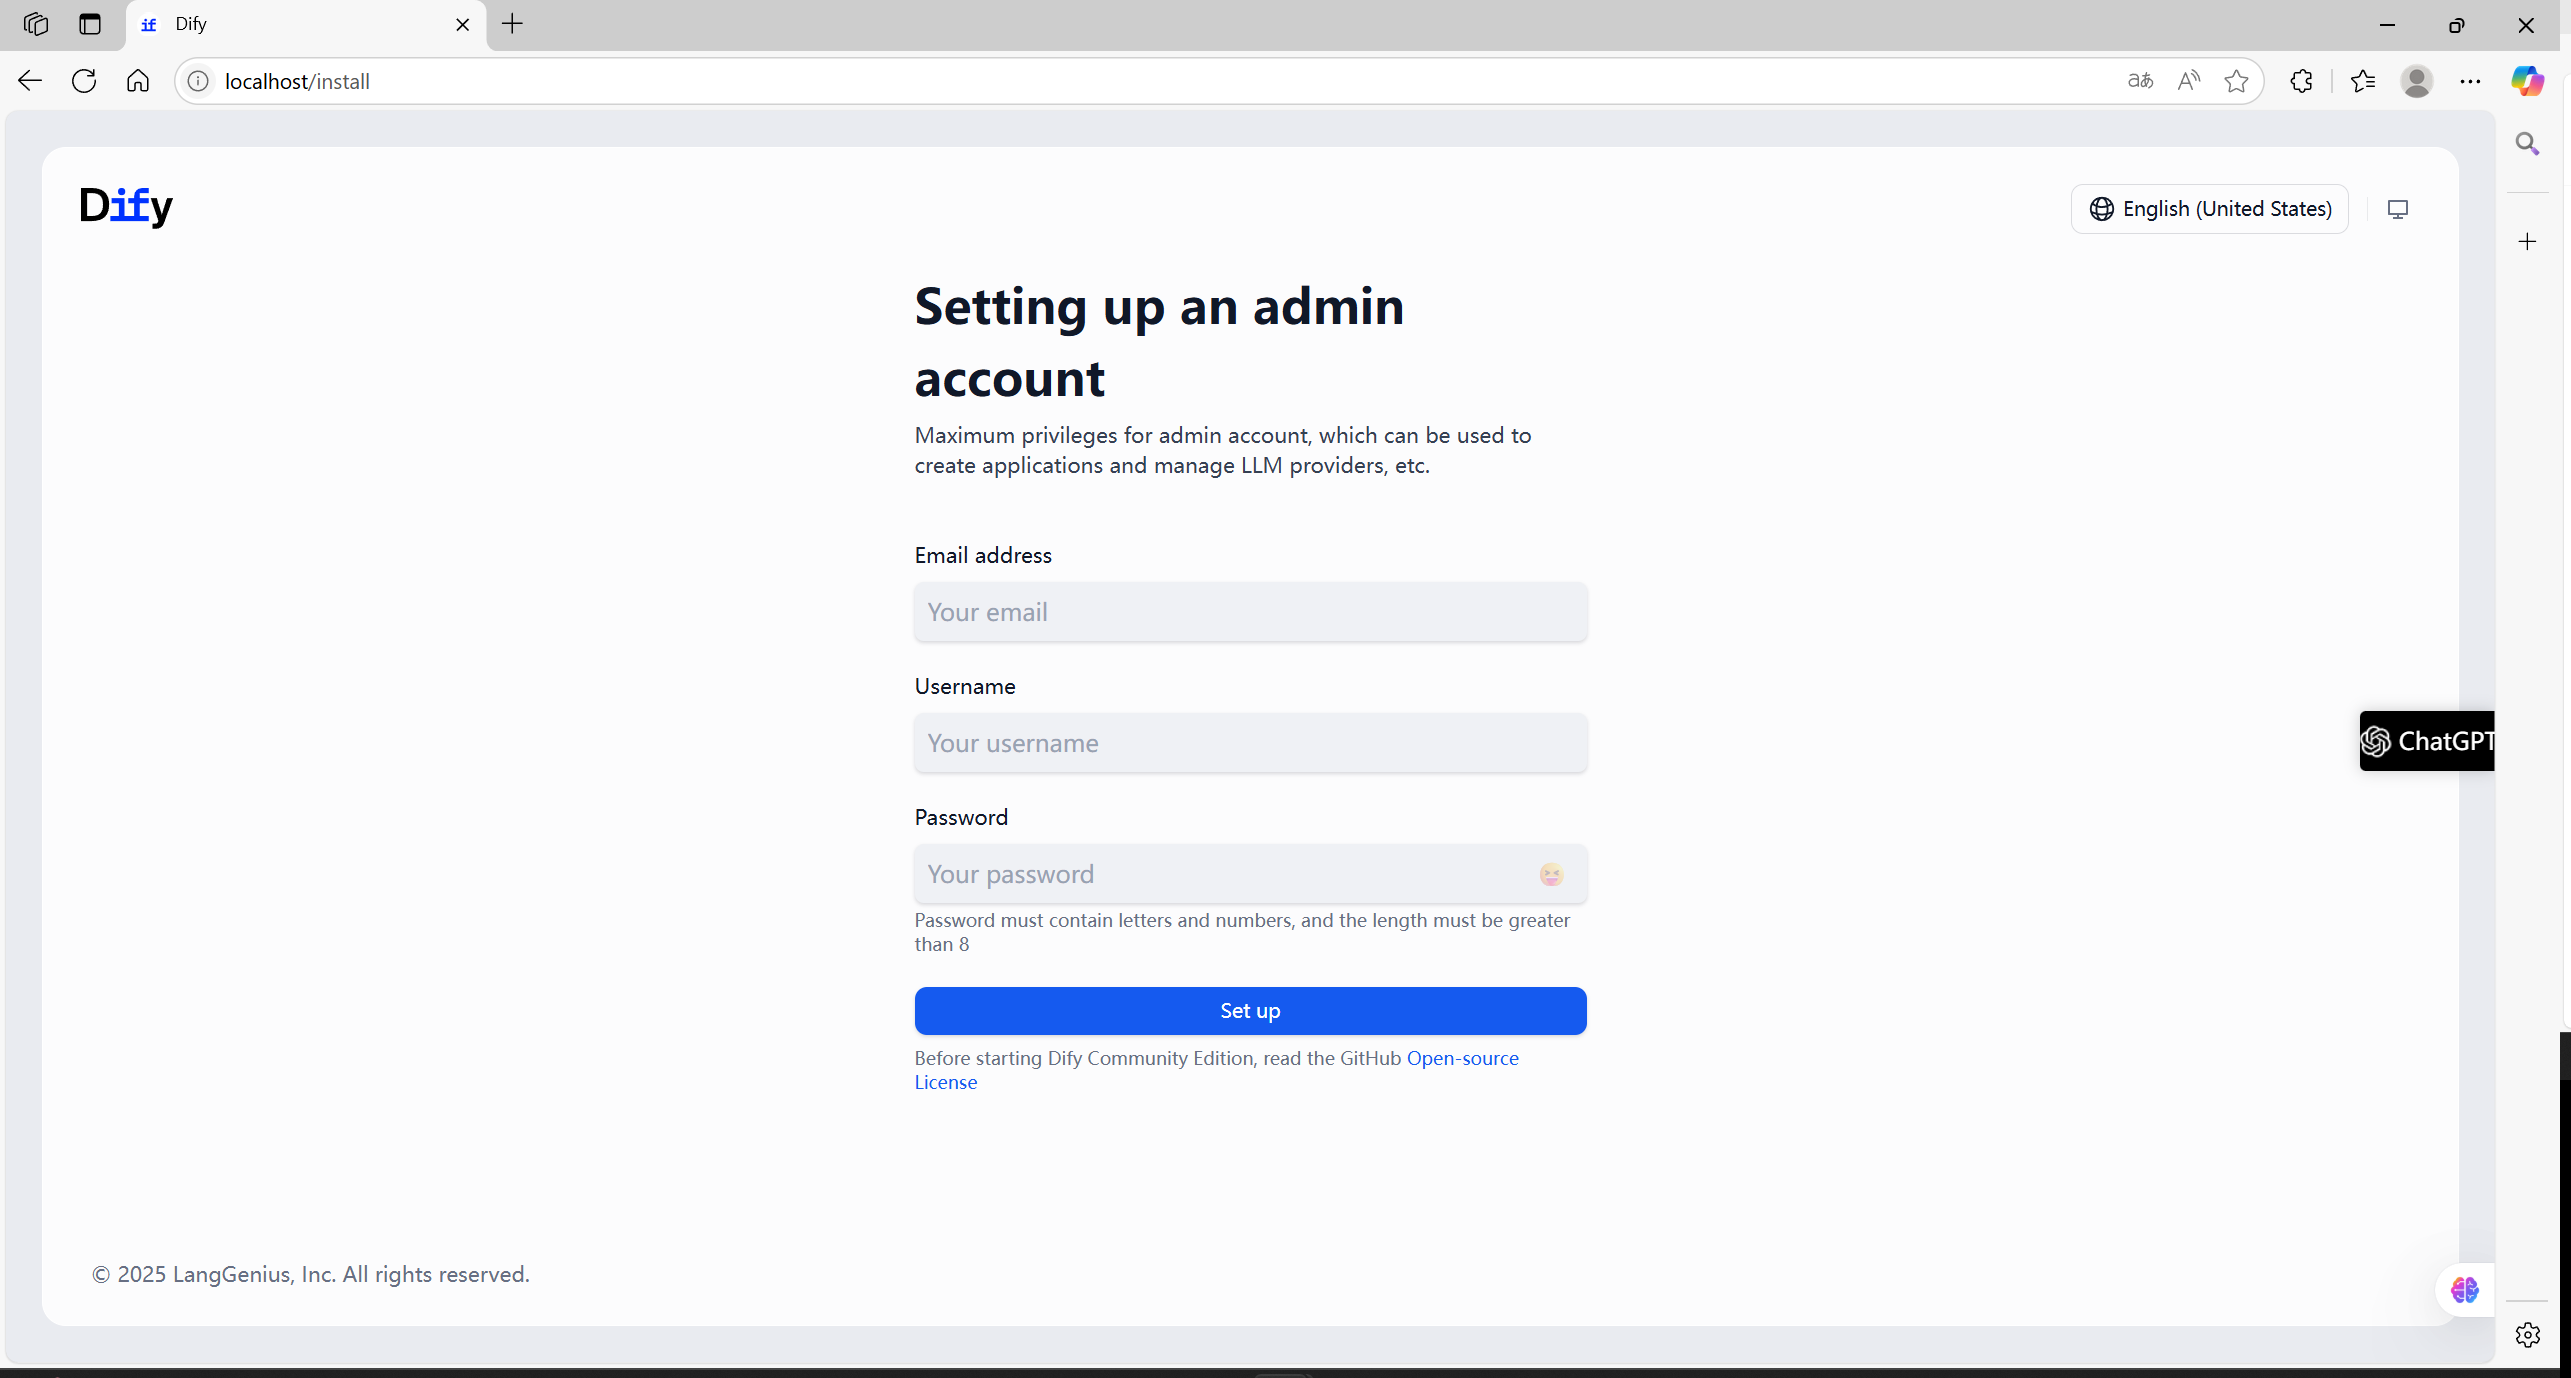 Dify
localhost/install
aあ
Dify
English (United States)
Setting up an admin
account
Maximum privileges for admin account, which can be used to
create applications and manage LLM providers, etc.
Email address
Your email
Username
Your username
ChatGPT
Password
Your password
Password must contain letters and numbers, and the length must be greater
than 8
Set up
Before starting Dify Community Edition, read the GitHub Open-source
License
© 2025 LangGenius, Inc. All rights reserved.